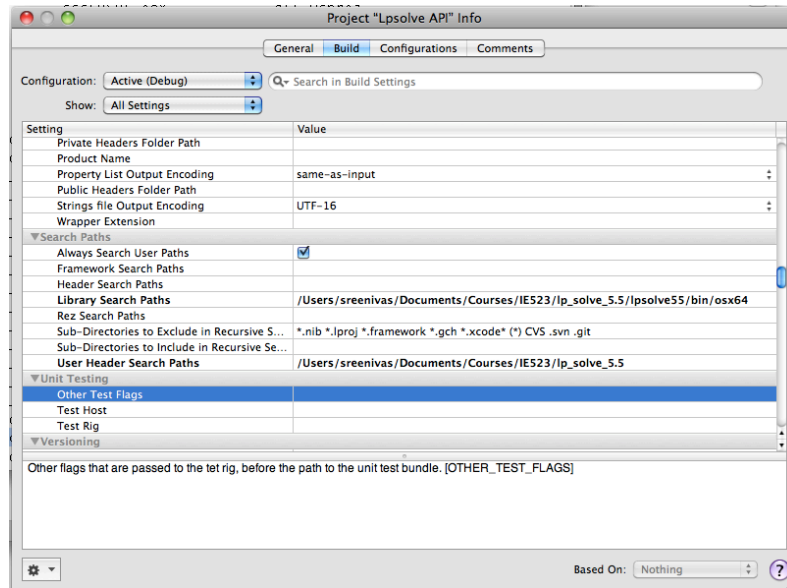 Project "Lpsolve API" Info
General Build Configurations Comments
Configuration: Active (Debug) Search in Build Settings
Show: All Settings
Setting Value
Private Headers Folder Path
Product Name
Property List Output Encoding same-as-input
Public Headers Folder Path
Strings file Output Encoding UTF-16
Wrapper Extension
▼Search Paths
Always Search User Paths
Framework Search Paths
Header Search Paths
Library Search Paths /Users/sreenivas/Documents/Courses/IE523/lp_solve_5.5/lpsolve55/bin/osx64
Rez Search Paths
Sub-Directories to Exclude in Recursive S... *.nib *.lproj *.framework *.gch *.xcode* (*) CVS .svn .git
Sub-Directories to Include in Recursive Se...
User Header Search Paths /Users/sreenivas/Documents/Courses/IE523/lp_solve_5.5
▼Unit Testing
Other Test Flags
Test Host
Test Rig
▼Versioning
Other flags that are passed to the tet rig, before the path to the unit test bundle. [OTHER_TEST_FLAGS]
Based On: Nothing ?